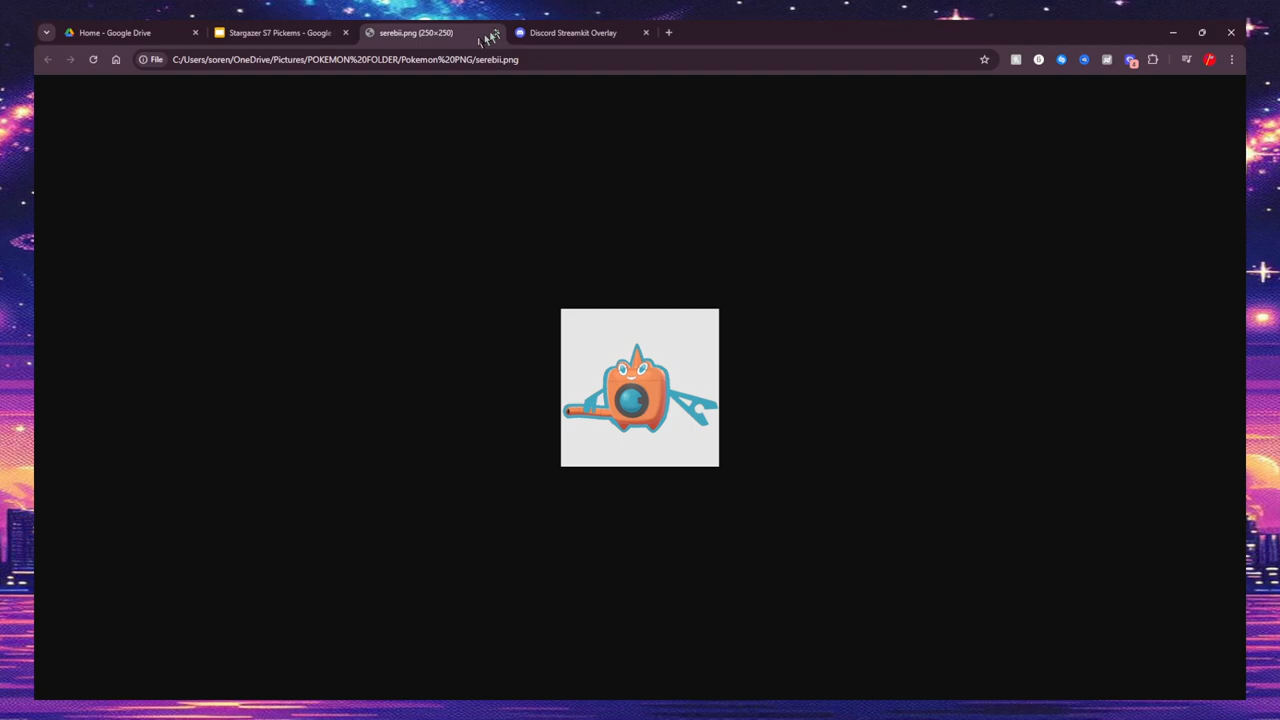 Home - Google Drive
Stargazer S7 Pickems - Google
serebii.png (250×250)
Discord Streamkit Overlay
File
C:/Users/soren/OneDrive/Pictures/POKEMON%20FOLDER/Pokemon%20PNG/serebii.png
4